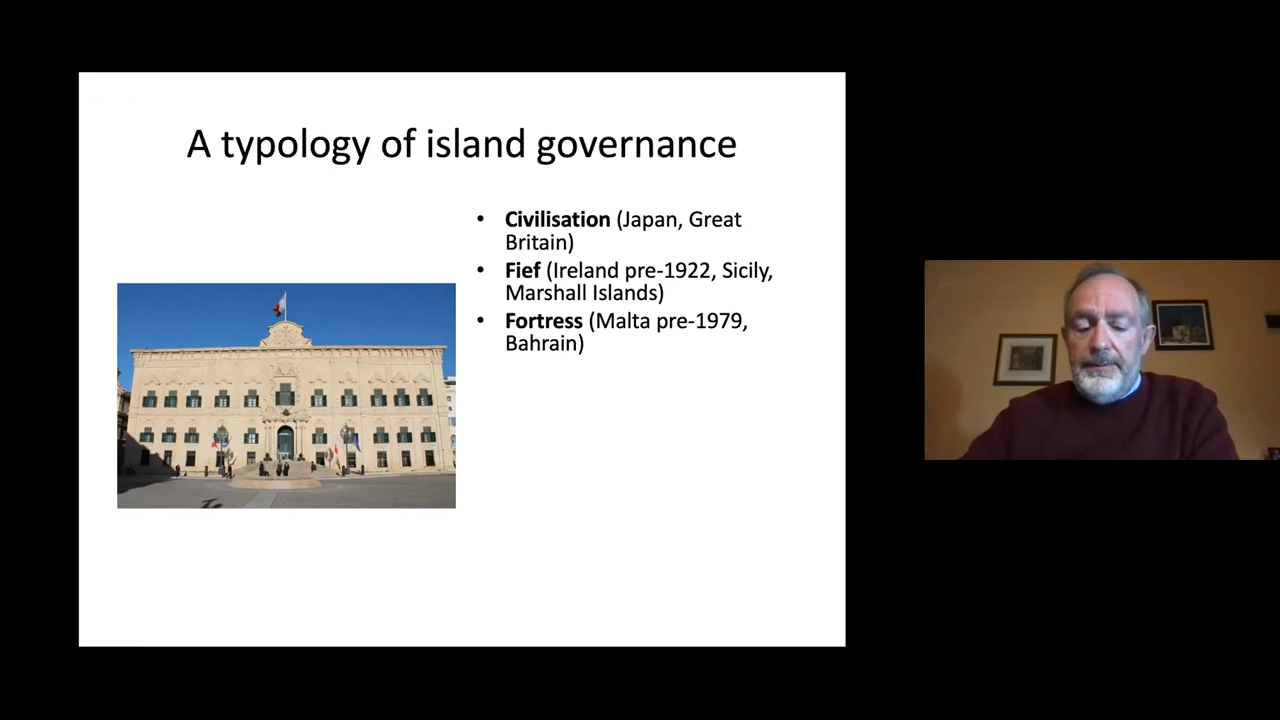 A typology of island governance
• Civilisation (Japan, Great
Britain)
• Fief (Ireland pre-1922, Sicily,
Marshall Islands)
• Fortress (Malta pre-1979,
Bahrain)